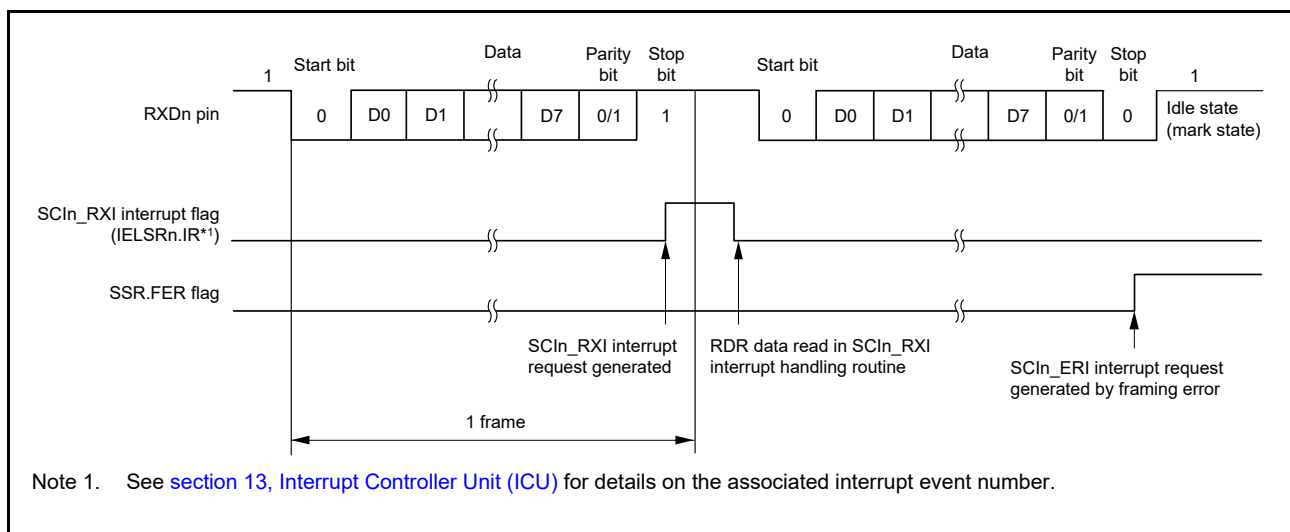 Start bit Data Parity bit Stop bit Start bit Data Parity bit Stop bit
1 1
RXDn pin 0 D0 D1 D7 0/1 1 0 D0 D1 D7 0/1 0 Idle state (mark state)
SCIn_RXI interrupt flag
(IELSRn.IR*1)
SSR.FER flag
SCIn_RXI interrupt
request generated
RDR data read in SCIn_RXI
interrupt handling routine
SCIn_ERI interrupt request
generated by framing error
1 frame
Note 1. See section 13, Interrupt Controller Unit (ICU) for details on the associated interrupt event number.